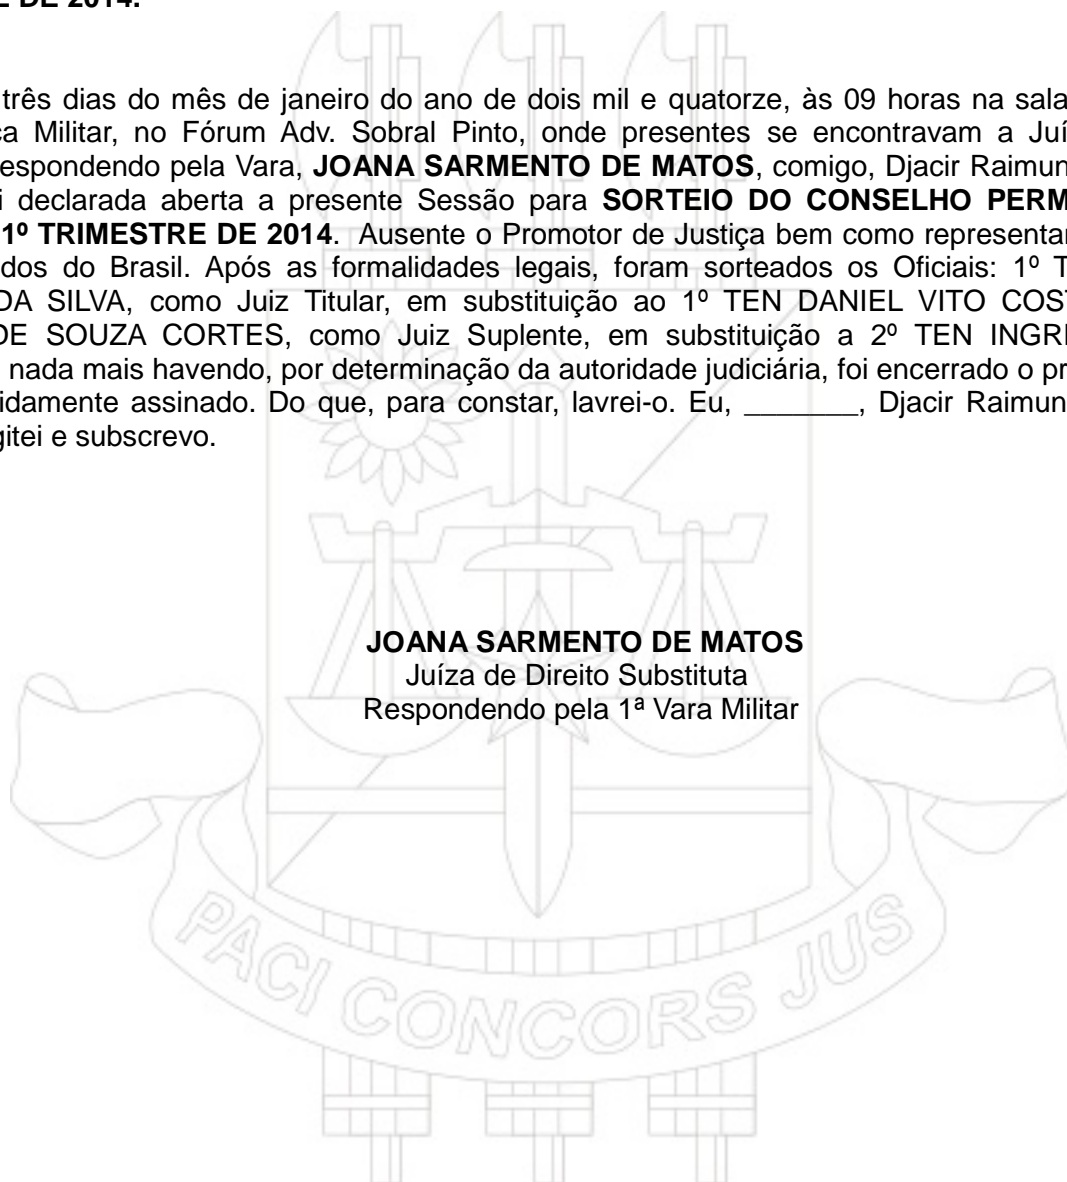 E DE 2014.
três dias do mês de janeiro do ano de dois mil e quatorze, às 09 horas na sala
ça Militar, no Fórum Adv. Sobral Pinto, onde presentes se encontravam a Juí
espondendo pela Vara, JOANA SARMENTO DE MATOS, comigo, Djacir Raimun
i declarada aberta a presente Sessão para SORTEIO DO CONSELHO PERM
1º TRIMESTRE DE 2014. Ausente o Promotor de Justiça bem como representa
dos do Brasil. Após as formalidades legais, foram sorteados os Oficiais: 1º T
DA SILVA, como Juiz Titular, em substituição ao 1º TEN DANIEL VITO COST
DE SOUZA CORTES, como Juiz Suplente, em substituição a 2º TEN INGRI
nada mais havendo, por determinação da autoridade judiciária, foi encerrado o pr
idamente assinado. Do que, para constar, lavrei-o. Eu, _______, Djacir Raimun
gitei e subscrevo.
JOANA SARMENTO DE MATOS
Juíza de Direito Substituta
Respondendo pela 1ª Vara Militar
PACI CONCORS JUS